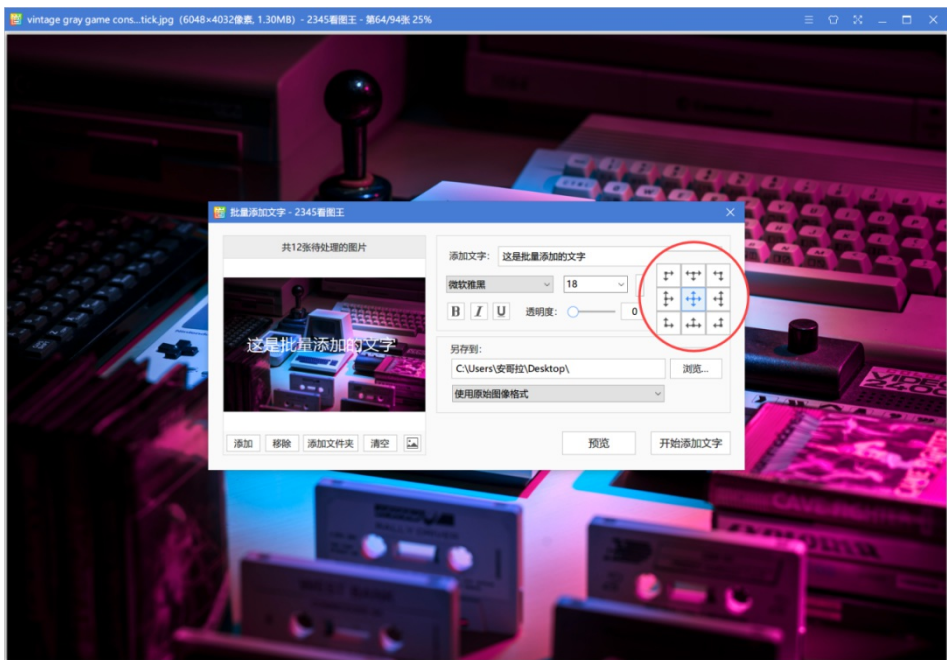 vintage gray game cons...tick.jpg (6048×4032像素, 1.30MB) - 2345看图王 - 第64/94张 25%
批量添加文字 - 2345看图王
共12张待处理的图片
这是批量添加的文字
添加
移除
添加文件夹
清空
添加文字:
这是批量添加的文字
微软雅黑
18
B
I
U
透明度:
0
另存到:
C:\Users\安哥拉\Desktop\
浏览...
使用原始图像格式
预览
开始添加文字